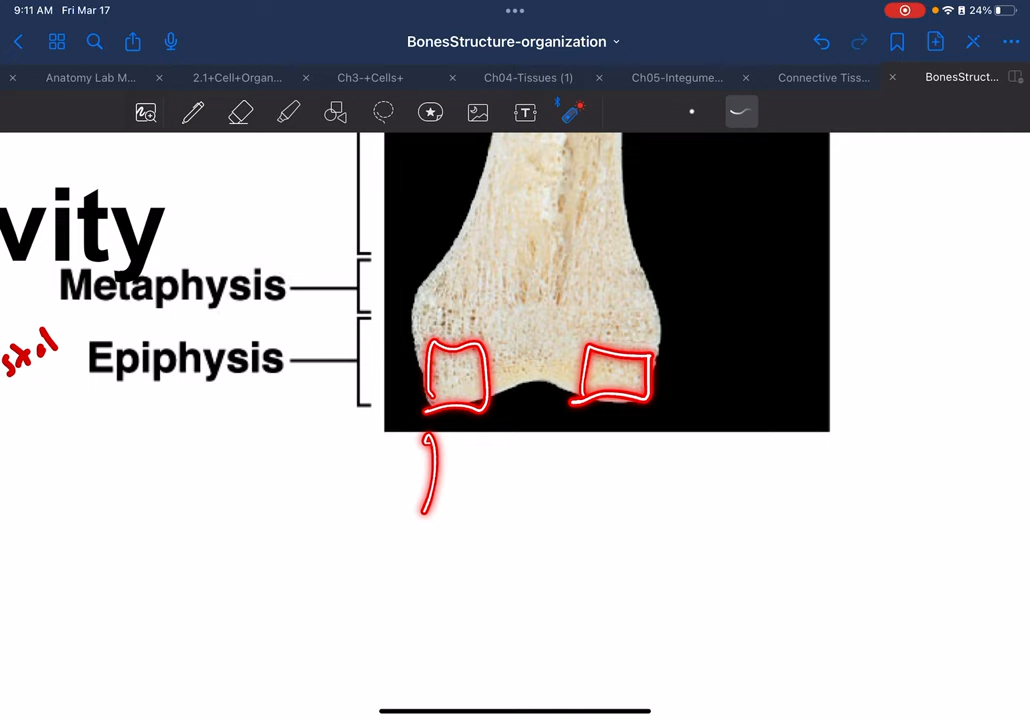 9:11 AM Fri Mar 17
24%
BonesStructure-organization
Anatomy Lab M...
2.1+Cell+Organ...
Ch3-+Cells+
Ch04-Tissues (1)
Ch05-Integume...
Connective Tiss...
BonesStruct...
T
vity
Metaphysis
stal
Epiphysis